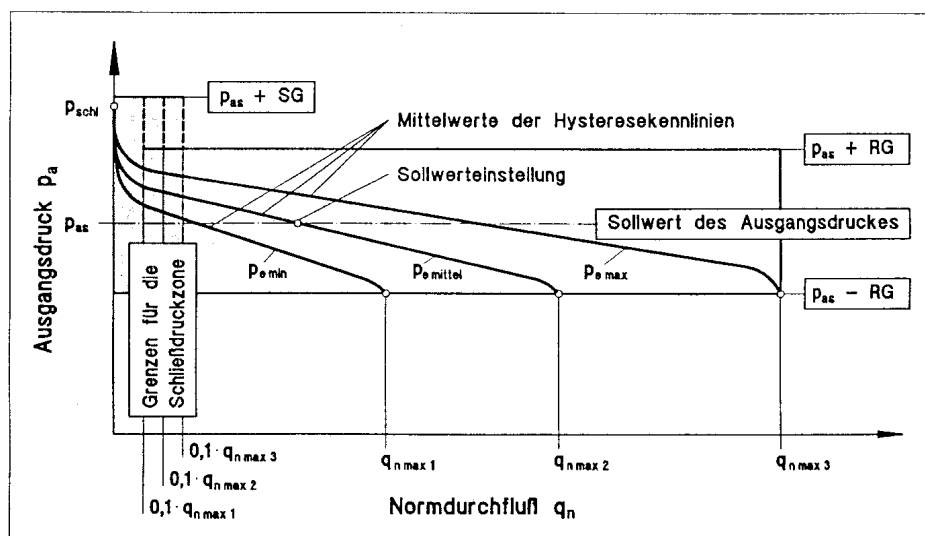 p_as + SG
p_schl
Mittelwerte der Hysteresekennlinien
p_as + RG
Sollwerteinstellung
p_as
Sollwert des Ausgangsdruckes
p_e min
p_e mittel
p_e max
p_as – RG
Ausgangsdruck p_a
Grenzen für die
Schließdruckzone
0,1· q_n max 3
0,1· q_n max 2
0,1· q_n max 1
q_n max 1
q_n max 2
q_n max 3
Normdurchfluß q_n